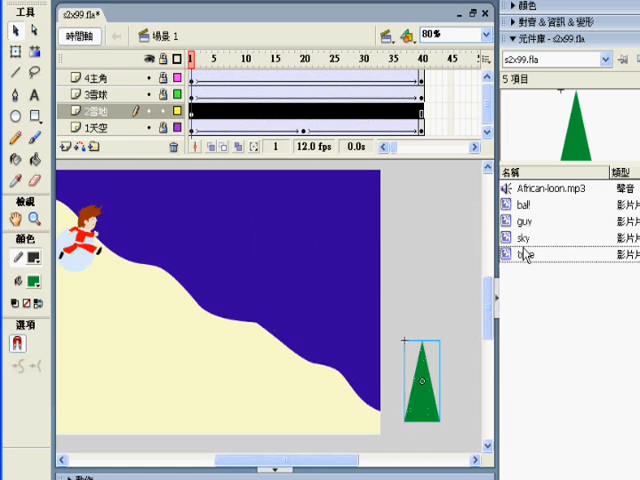 工具
檢視
顏色
選項
s2x99.fla*
時間軸
場景 1
80%
1 5 10 15 20 25 30 35 40 45
4主角
3雪球
2雪地
1天空
1 12.0 fps 0.0s
顏色
對齊 & 資訊 & 變形
元件庫 - s2x99.fla
s2x99.fla
5 項目
名稱 類型
African-loon.mp3 聲音
ball 影片片
guy 影片片
sky 影片片
影片片
動作